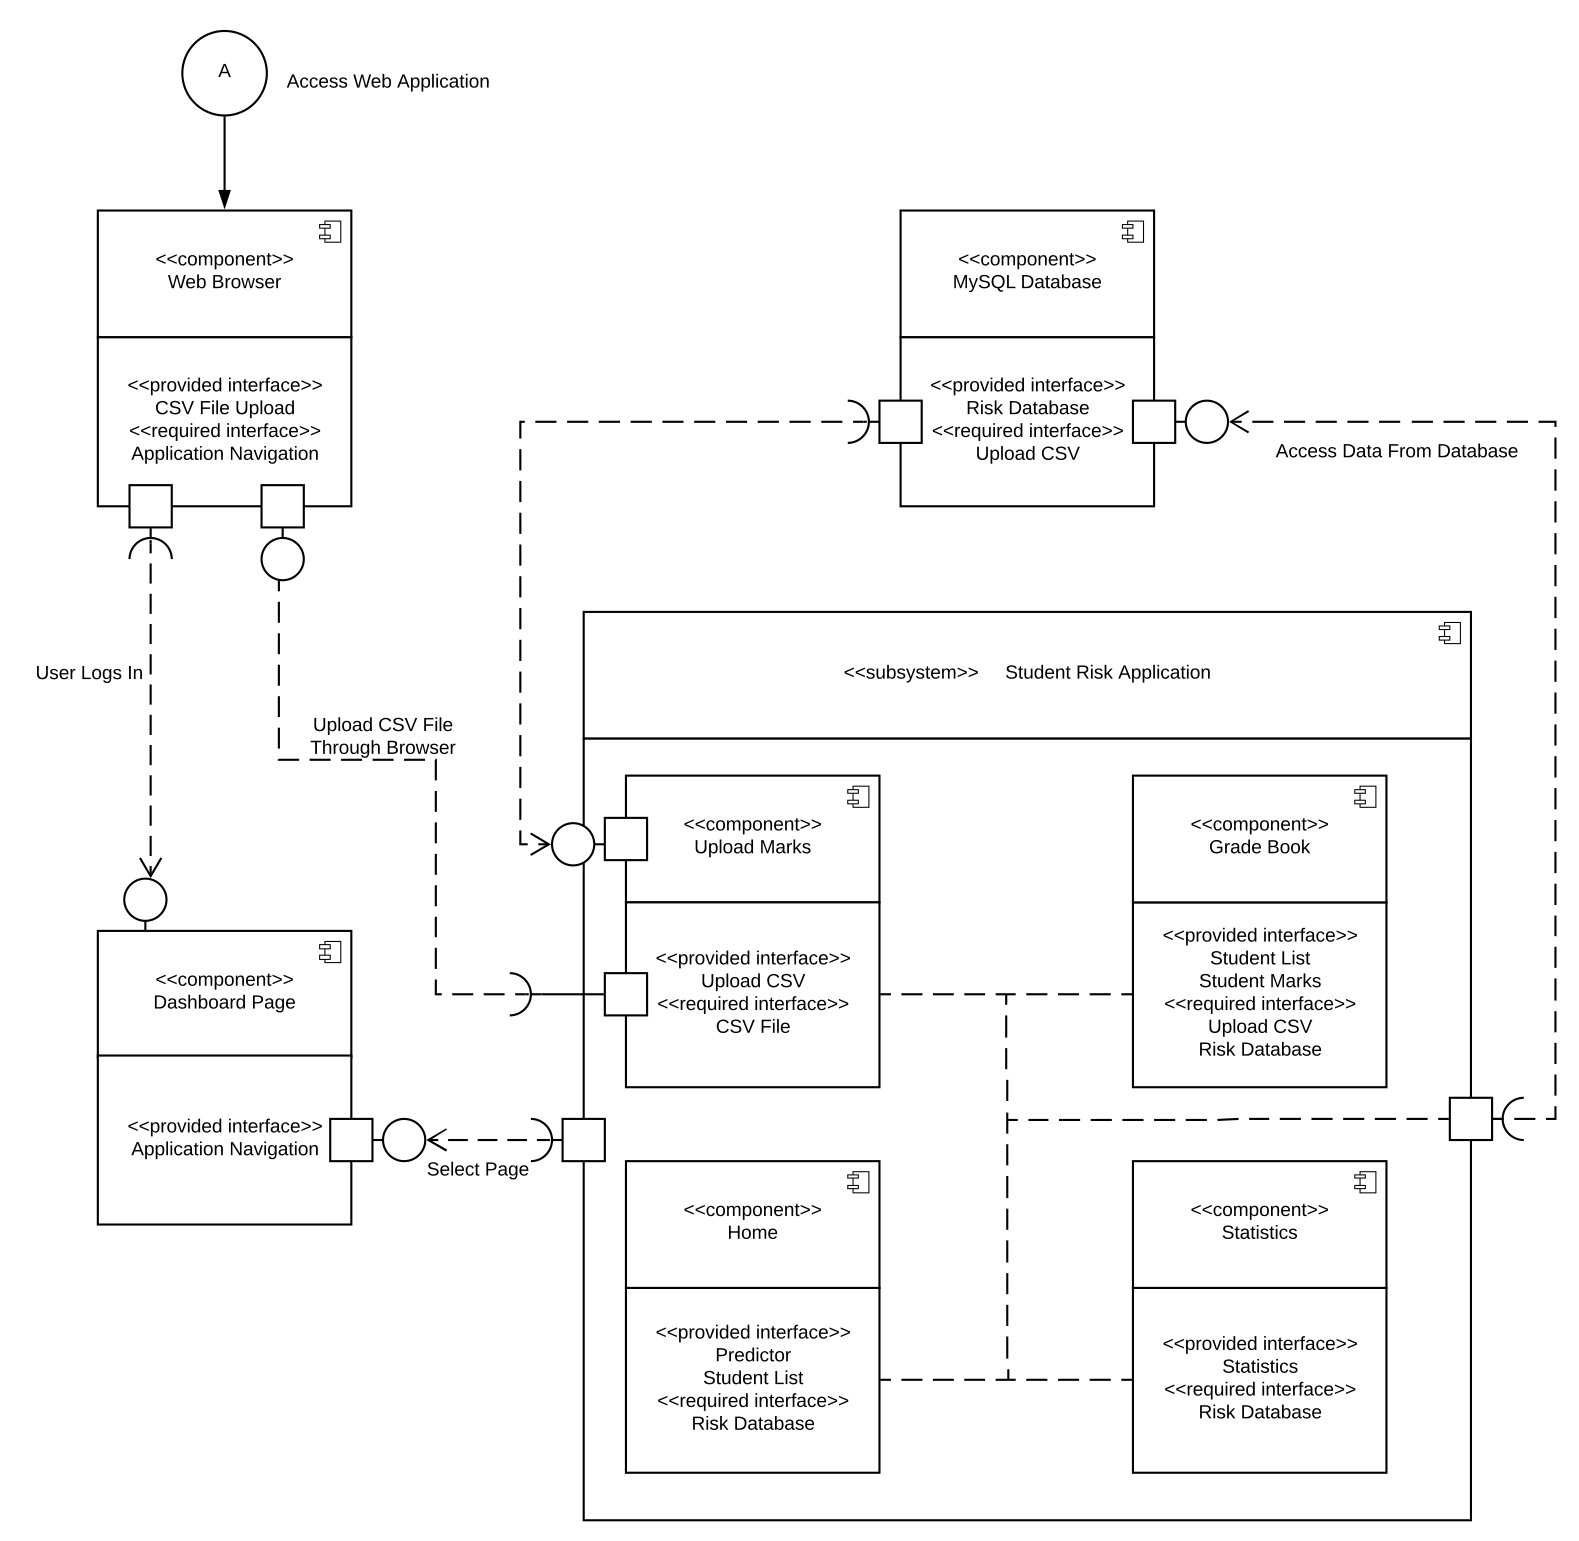 A
Access Web Application
<<component>>
Web Browser
<<provided interface>>
CSV File Upload
<<required interface>>
Application Navigation
<<component>>
MySQL Database
<<provided interface>>
Risk Database
<<required interface>>
Upload CSV
Access Data From Database
User Logs In
Upload CSV File
Through Browser
<<subsystem>> Student Risk Application
<<component>>
Upload Marks
<<provided interface>>
Upload CSV
<<required interface>>
CSV File
<<component>>
Grade Book
<<provided interface>>
Student List
Student Marks
<<required interface>>
Upload CSV
Risk Database
<<component>>
Dashboard Page
<<provided interface>>
Application Navigation
Select Page
<<component>>
Home
<<provided interface>>
Predictor
Student List
<<required interface>>
Risk Database
<<component>>
Statistics
<<provided interface>>
Statistics
<<required interface>>
Risk Database